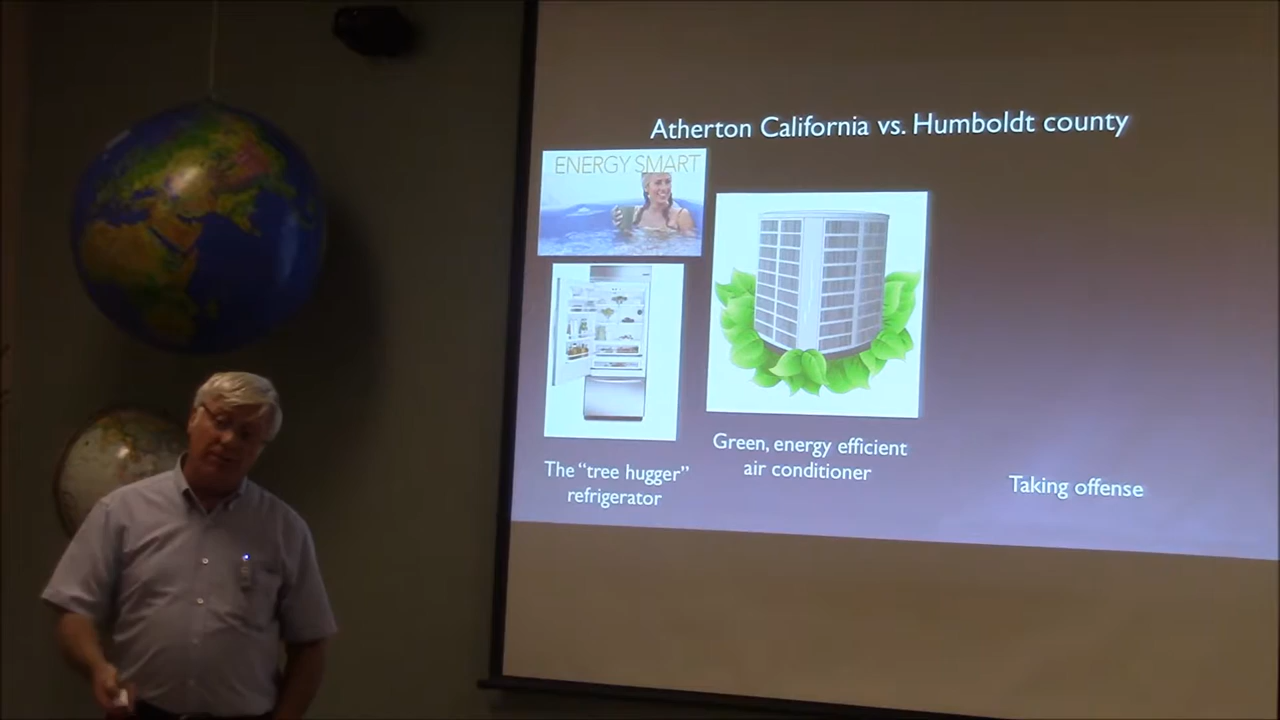 Atherton California vs. Humboldt county
ENERGY SMART
The “tree hugger”
refrigerator
Green, energy efficient
air conditioner
Taking offense